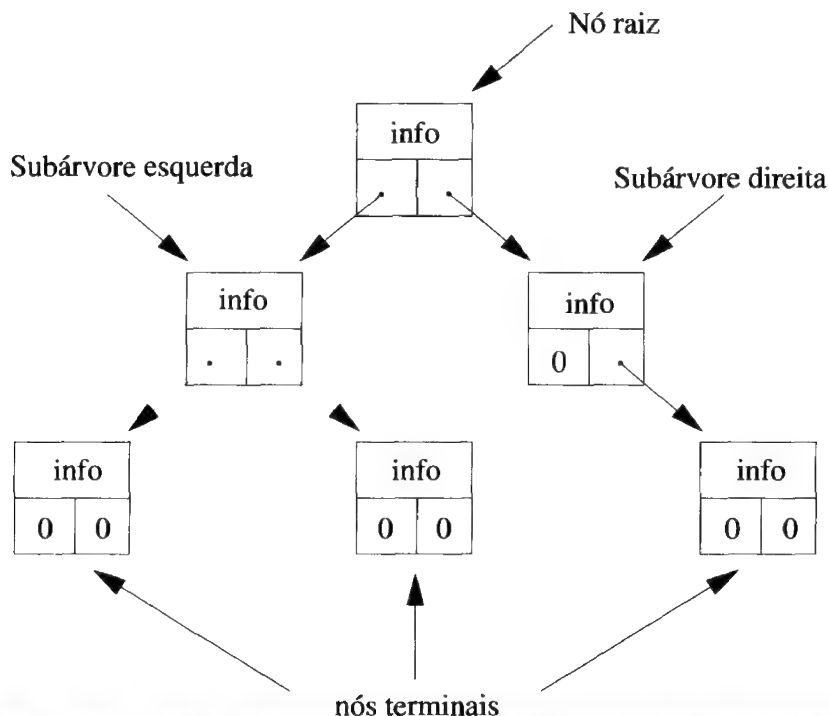 Nó raiz
info
Subárvore esquerda
Subárvore direita
info
info
0
info
info
info
0 0
0 0
0 0
nós terminais